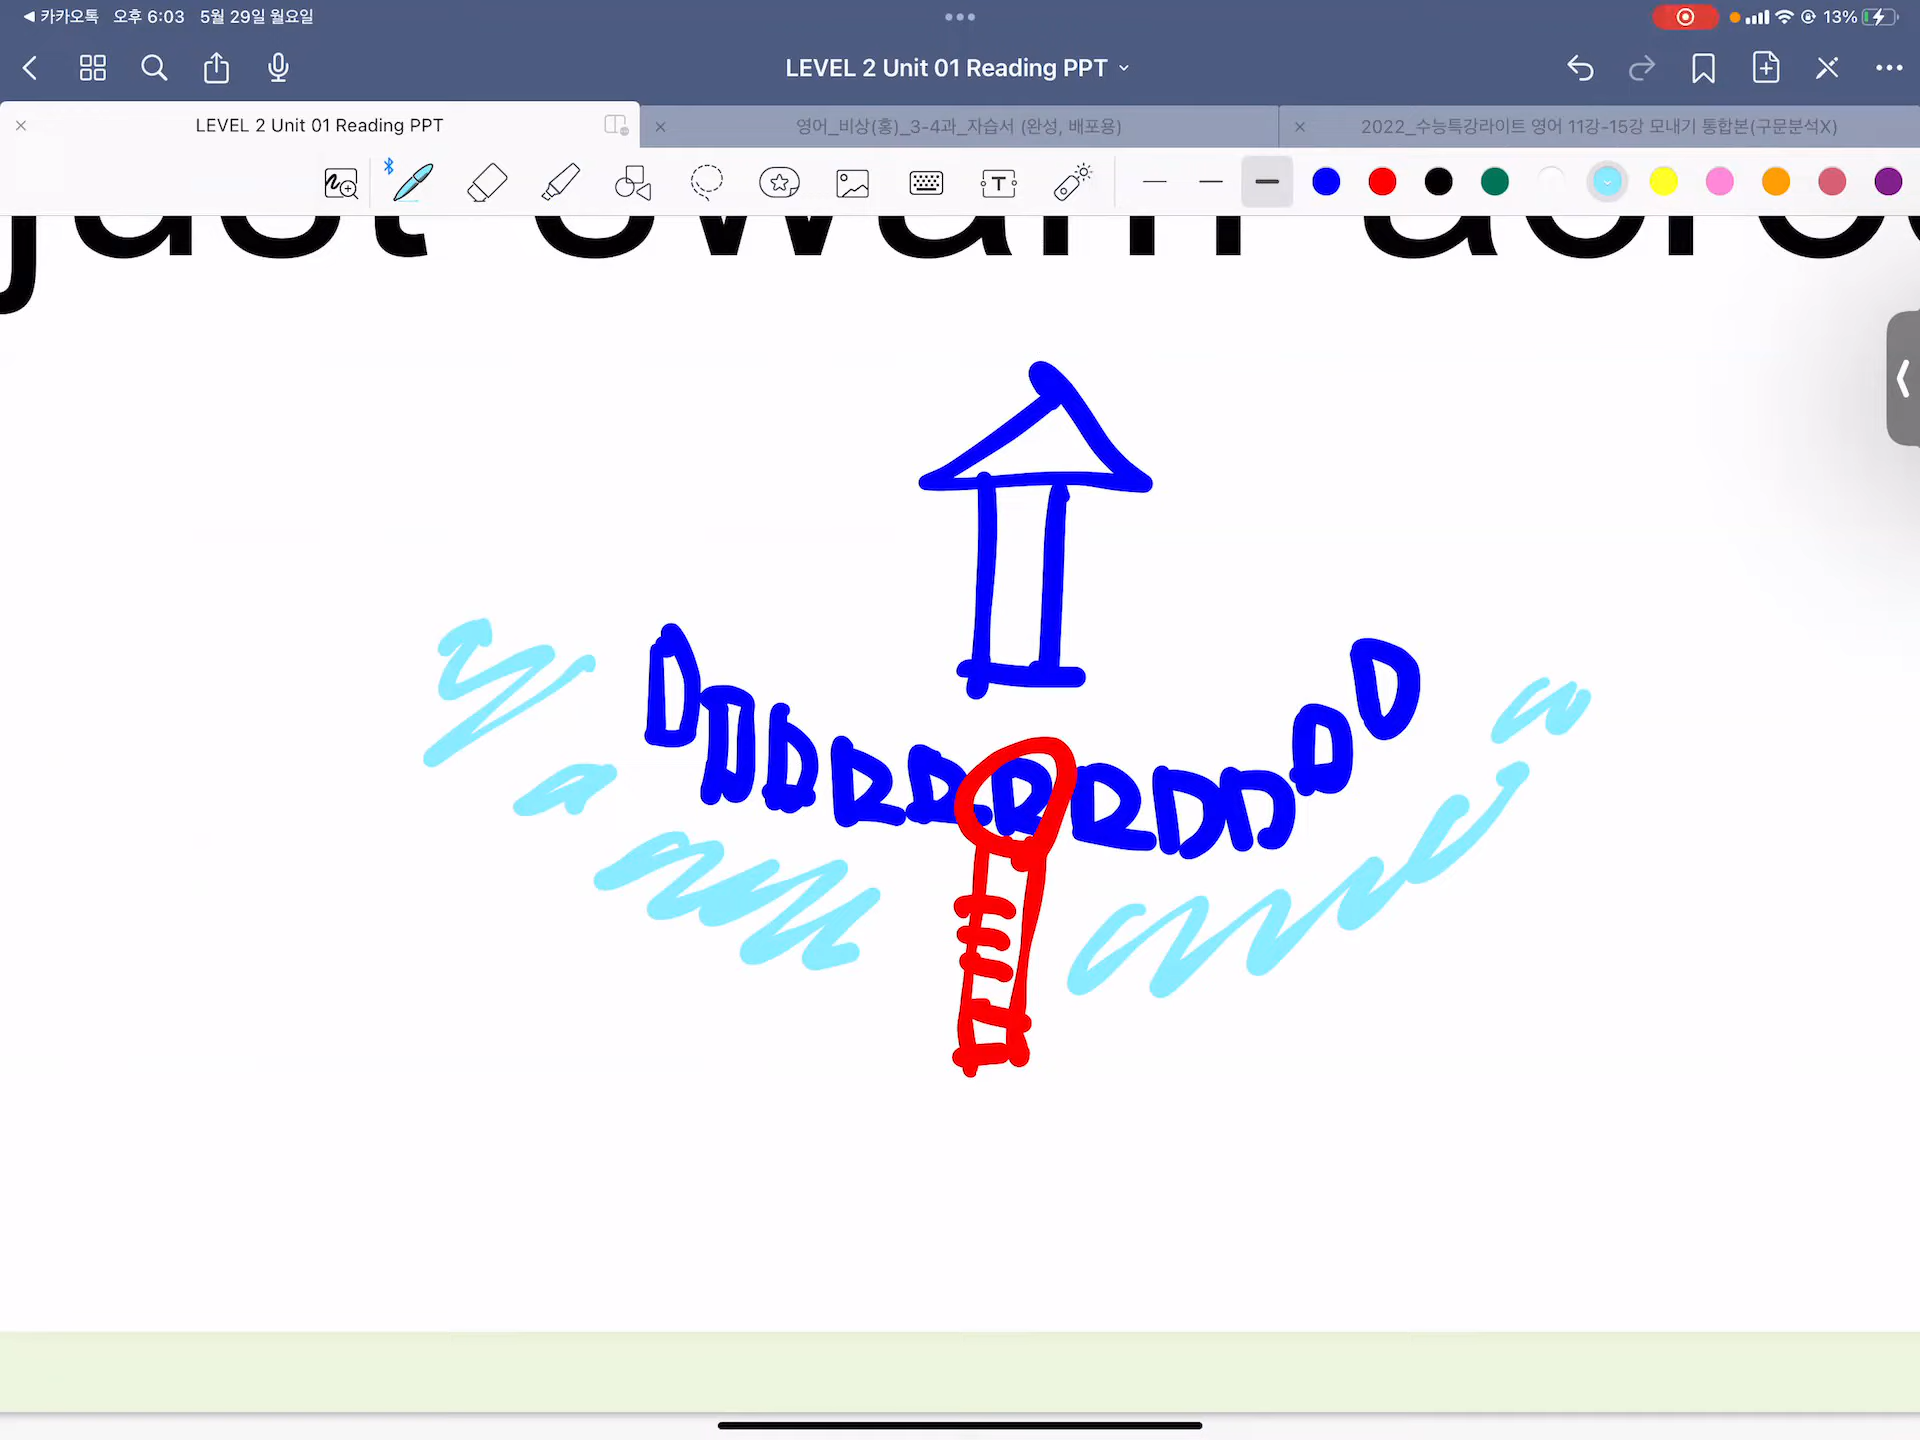 ◀ 카카오톡 오후 6:03 5월 29일 월요일
13%
LEVEL 2 Unit 01 Reading PPT
LEVEL 2 Unit 01 Reading PPT
영어_비상(홍)_3-4과_자습서 (완성, 배포용)
2022_수능특강라이트 영어 11강-15강 모내기 통합본(구문분석X)
T
just swam